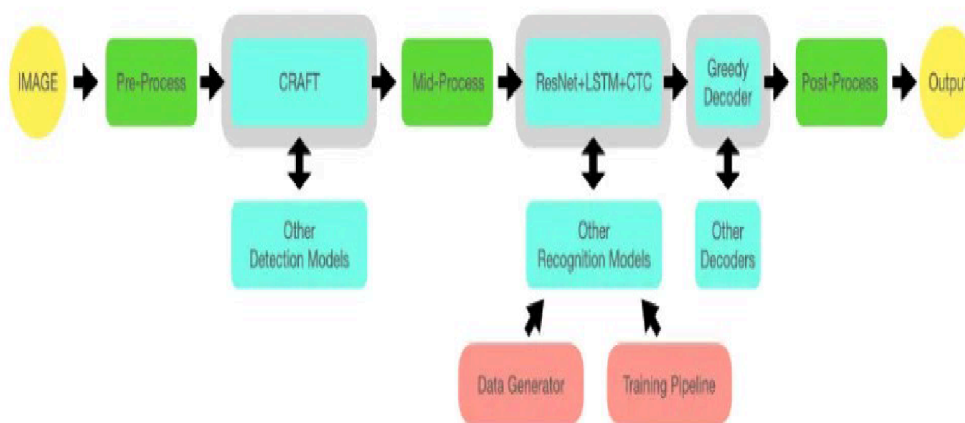 IMAGE
Pre-Process
CRAFT
Mid-Process
ResNet+LSTM+CTC
Greedy
Decoder
Post-Process
Output
Other
Detection Models
Other
Recognition Models
Other
Decoders
Data Generator
Training Pipeline